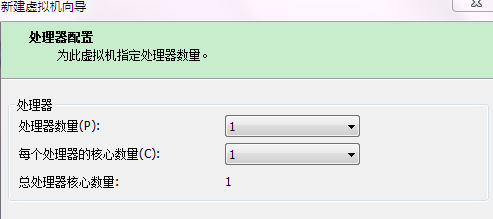 新建虚拟机向导
处理器配置
为此虚拟机指定处理器数量。
处理器
处理器数量(P): 1
每个处理器的核心数量(C): 1
总处理器核心数量: 1